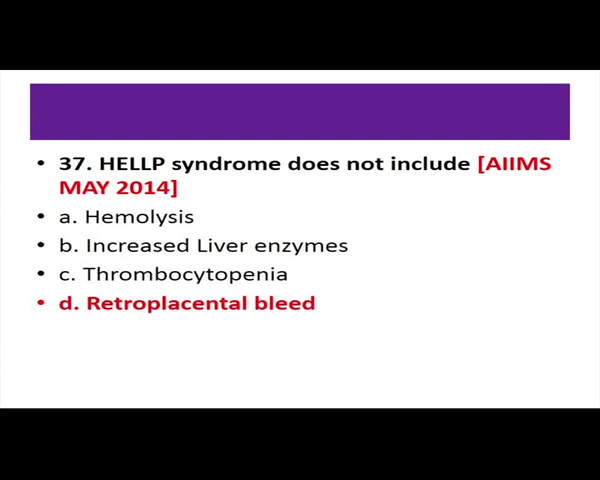 • 37. HELLP syndrome does not include [AIIMS
MAY 2014]
• a. Hemolysis
• b. Increased Liver enzymes
• c. Thrombocytopenia
• d. Retroplacental bleed